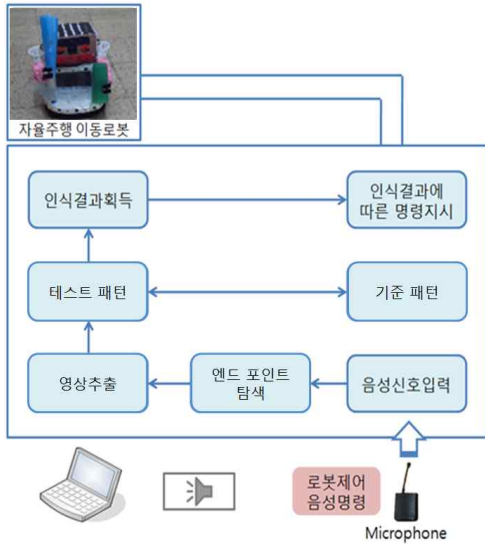 자율주행 이동로봇
인식결과획득
인식결과에
따른 명령지시
테스트 패턴
기준 패턴
영상추출
엔드 포인트
탐색
음성신호입력
로봇제어
음성명령
Microphone